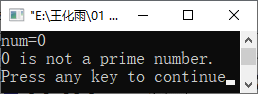 "E:\王化雨\01 ...
num=0
0 is not a prime number.
Press any key to continue